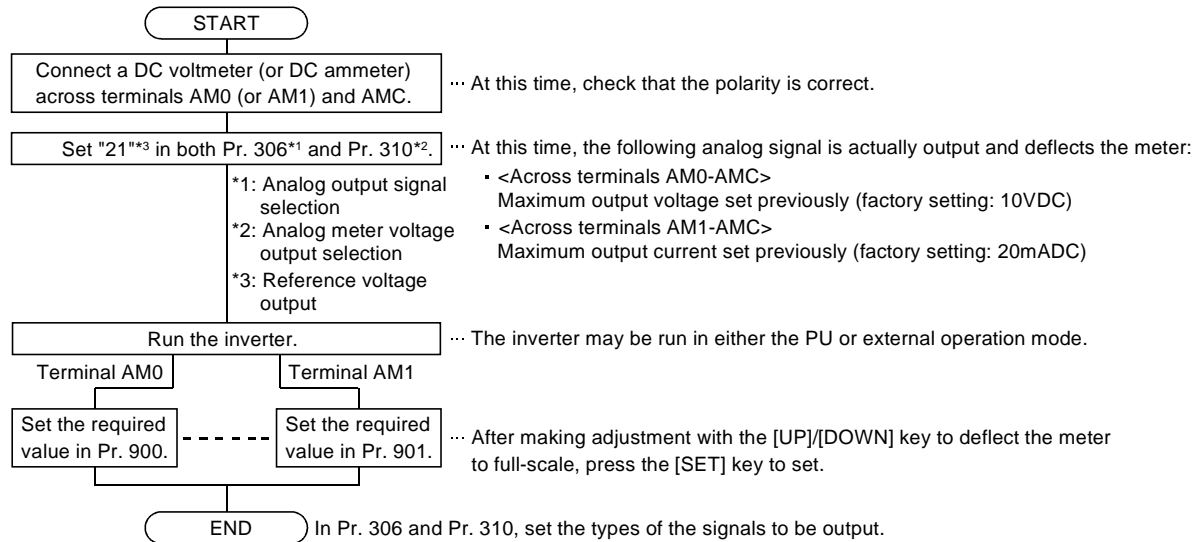 START
Connect a DC voltmeter (or DC ammeter)
across terminals AM0 (or AM1) and AMC.
··· At this time, check that the polarity is correct.
Set "21"*3 in both Pr. 306*1 and Pr. 310*2.
··· At this time, the following analog signal is actually output and deflects the meter:
▪ <Across terminals AM0-AMC>
Maximum output voltage set previously (factory setting: 10VDC)
▪ <Across terminals AM1-AMC>
Maximum output current set previously (factory setting: 20mADC)
*1: Analog output signal
selection
*2: Analog meter voltage
output selection
*3: Reference voltage
output
Run the inverter.
··· The inverter may be run in either the PU or external operation mode.
Terminal AM0
Terminal AM1
Set the required
value in Pr. 900.
Set the required
value in Pr. 901.
··· After making adjustment with the [UP]/[DOWN] key to deflect the meter
to full-scale, press the [SET] key to set.
END
In Pr. 306 and Pr. 310, set the types of the signals to be output.